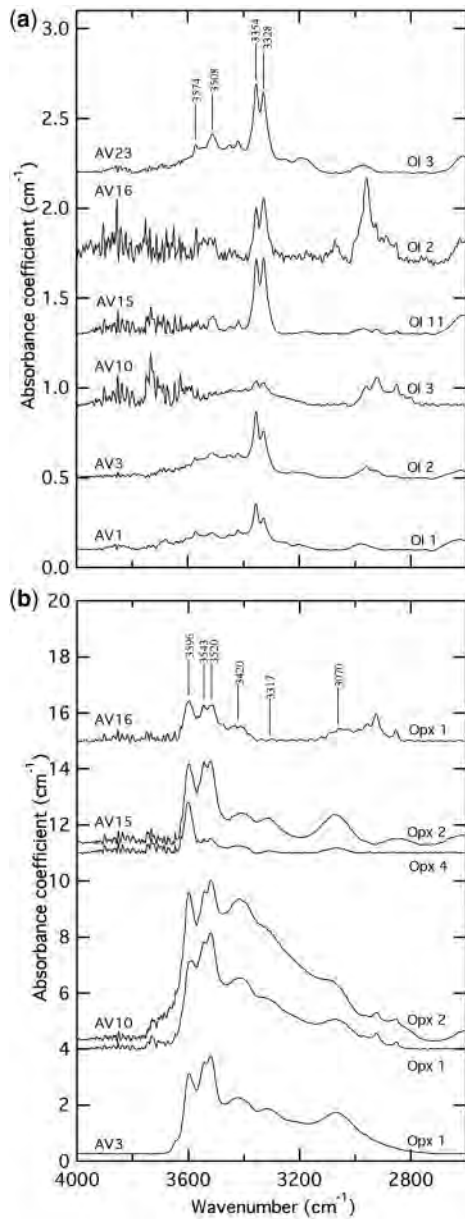 (a)
3.0
2.5
2.0
1.5
1.0
0.5
0.0
Absorbance coefficient (cm-1)
3574
3508
3354
3328
AV23 Ol 3
AV16 Ol 2
AV15 Ol 11
AV10 Ol 3
AV3 Ol 2
AV1 Ol 1
(b)
20
18
16
14
12
10
8
6
4
2
0
Absorbance coefficient (cm-1)
3596
3543
3520
3420
3317
3070
AV16 Opx 1
AV15 Opx 2
Opx 4
AV10 Opx 2
Opx 1
AV3 Opx 1
4000 3600 3200 2800
Wavenumber (cm-1)